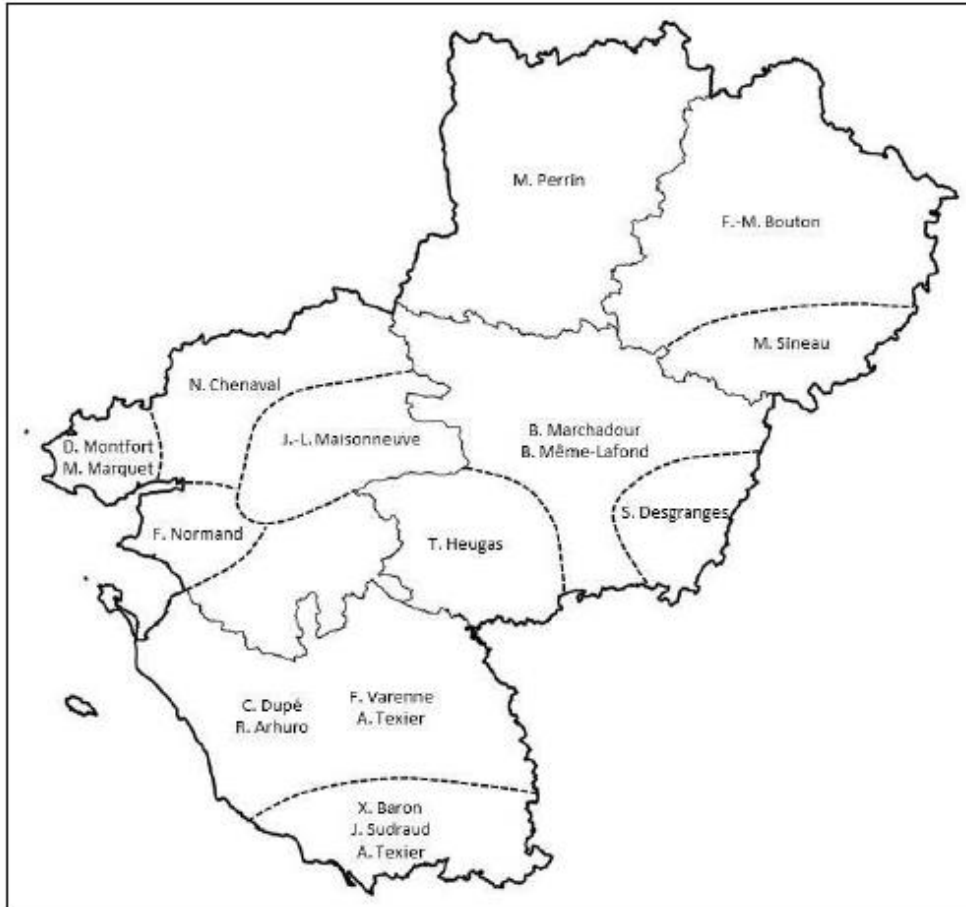 M. Perrin
F.-M. Bouton
M. Sineau
N. Chenaval
J.-L. Maisonneuve
D. Montfort
M. Marquet
B. Marchadour
B. Même-Lafond
S. Desgranges
F. Normand
T. Heugas
C. Dupé
R. Arhuro
F. Varenne
A. Texier
X. Baron
J. Sudraud
A. Texier